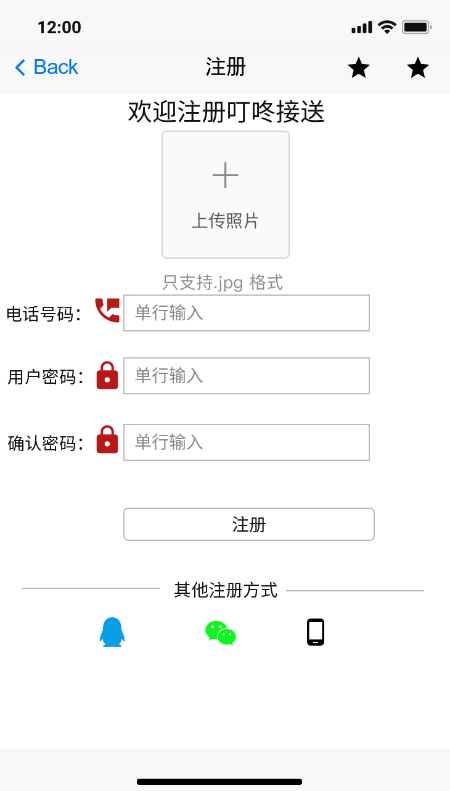 12:00
Back
注册
欢迎注册叮咚接送
上传照片
只支持.jpg 格式
电话号码：
单行输入
用户密码：
单行输入
确认密码：
单行输入
注册
其他注册方式